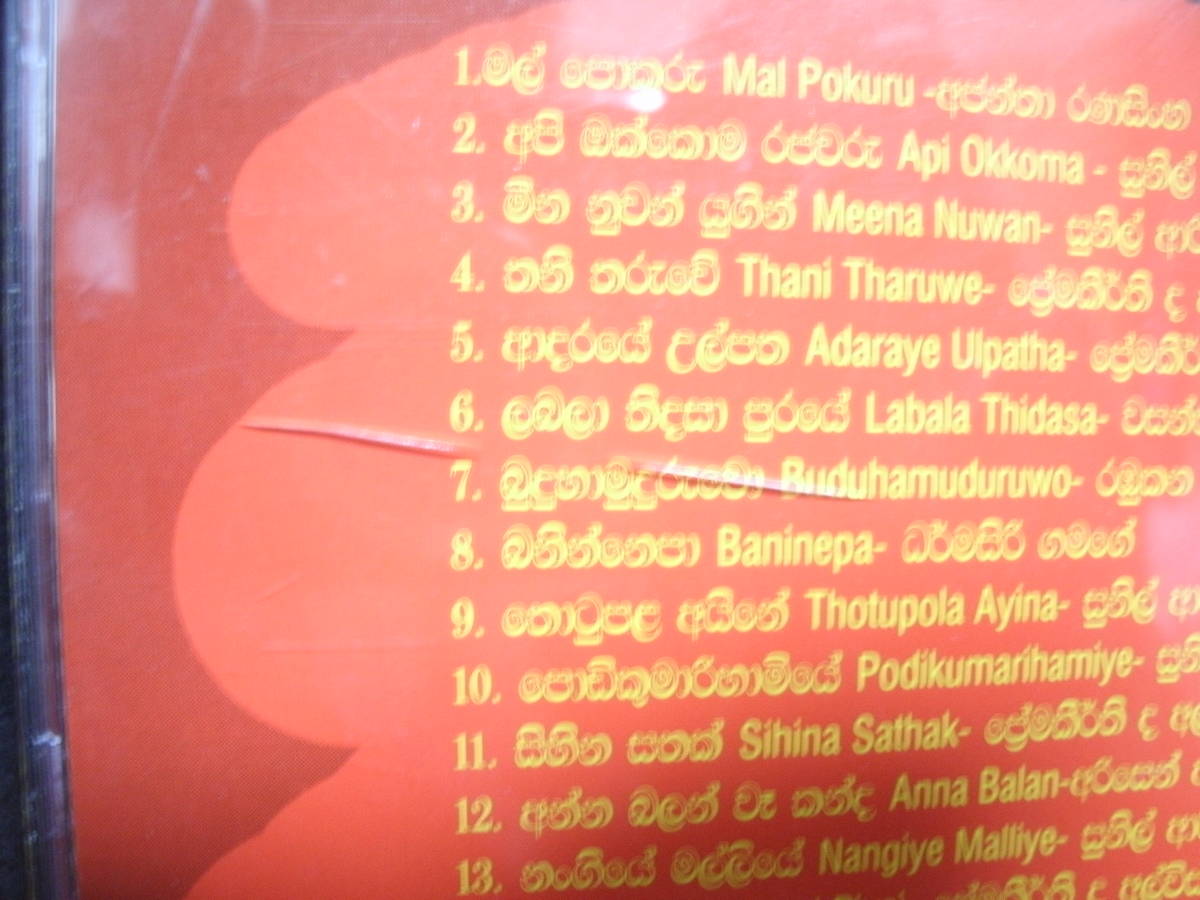 1.මල් පොකුරු Mal Pokuru -අජන්තා රණසිංහ
2. අපි ඔක්කොම රජවරු Api Okkoma - සුනිල්
3. මීන නුවන් යුගින් Meena Nuwan- සුනිල්
4. තනි තරුවේ Thani Tharuwe- ප්‍රේමකීර්ති ද
5. ආදරයේ උල්පත Adaraye Ulpatha-
6. ලබලා තිදසා පුරයේ Labala Thidasa-
7. බුදුහාමුදුරුවො Buduhamuduruwo- රඹුකන
8. බනින්නෙපා Baninepa- ධර්මසිරි ගමගේ
9. තොටුපළ අයිනේ Thotupola Ayina- සුනිල්
10. පොඩිකුමාරිහාමියේ Podikumarihamiye-
11. සිහින සතක් Sihina Sathak- ප්‍රේමකීර්ති ද
12. අන්න බලන් වෑ කන්ද Anna Balan-අරිසෙන්
13. නංගියේ මල්ලියේ Nangiye Malliye- සුනිල්